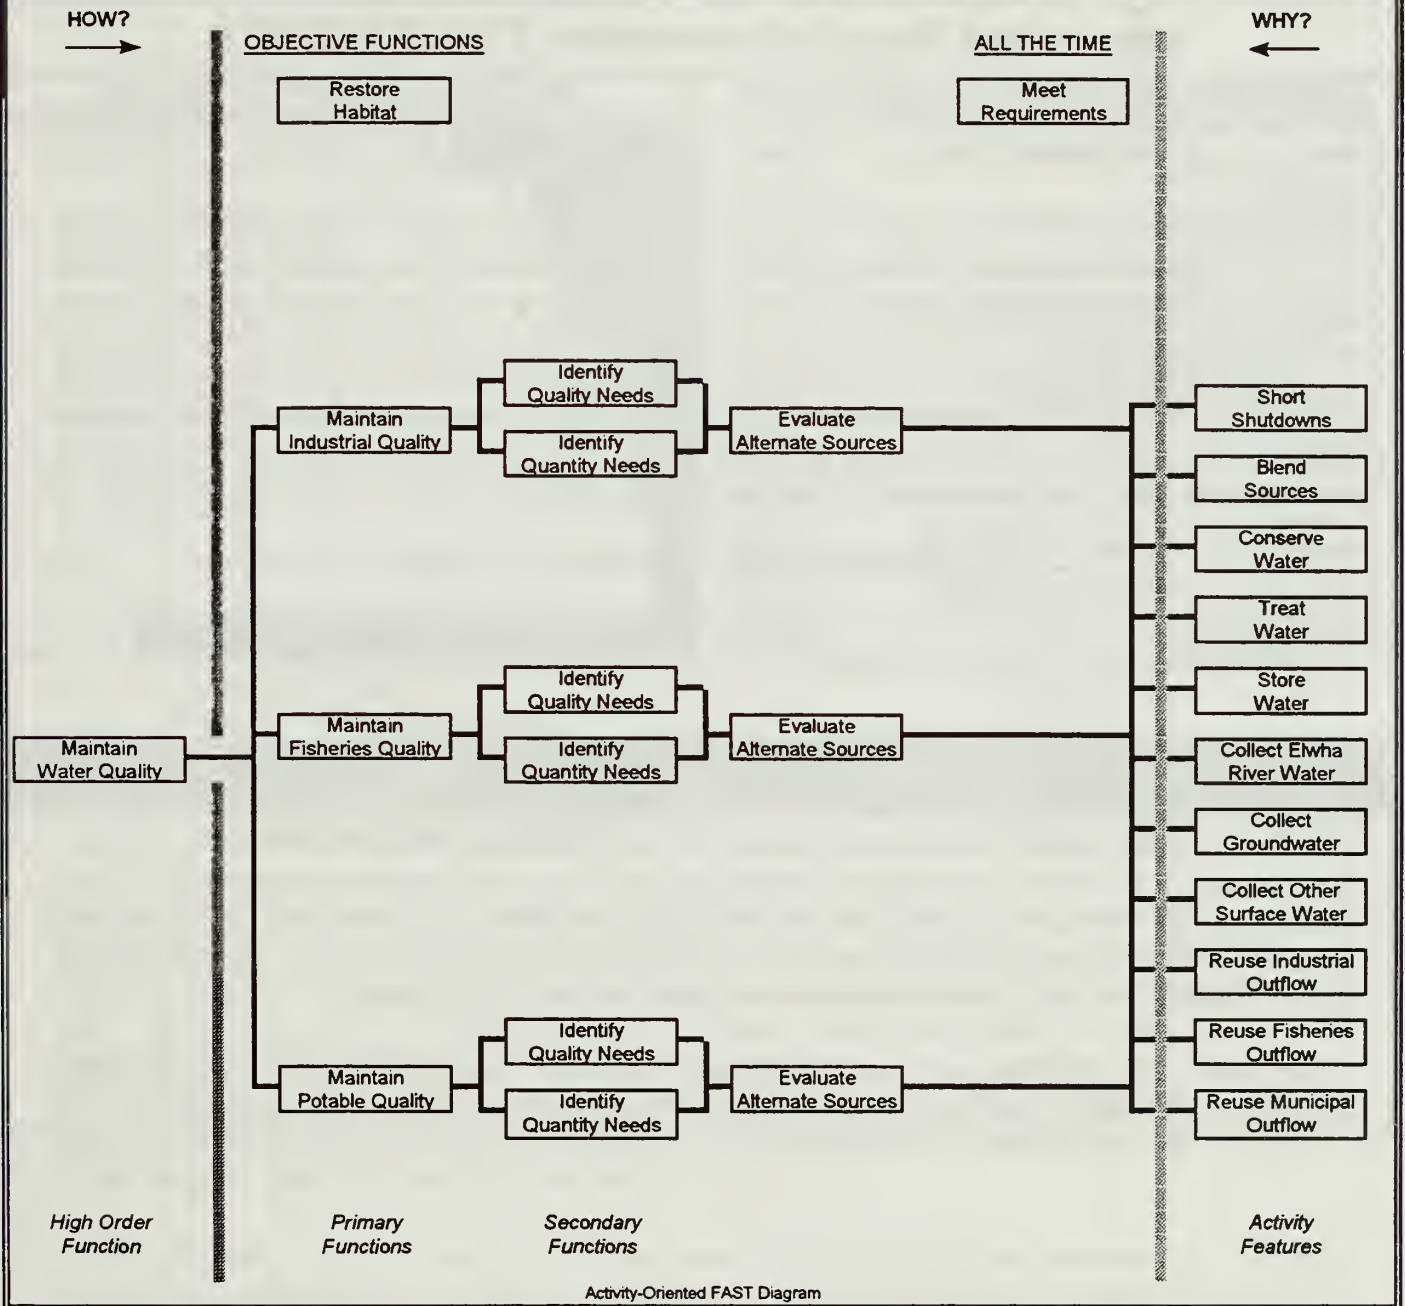 HOW?
WHY?
OBJECTIVE FUNCTIONS
ALL THE TIME
Restore
Habitat
Meet
Requirements
Maintain
Water Quality
Maintain
Industrial Quality
Identify
Quality Needs
Identify
Quantity Needs
Evaluate
Alternate Sources
Maintain
Fisheries Quality
Identify
Quality Needs
Identify
Quantity Needs
Evaluate
Alternate Sources
Maintain
Potable Quality
Identify
Quality Needs
Identify
Quantity Needs
Evaluate
Alternate Sources
Short
Shutdowns
Blend
Sources
Conserve
Water
Treat
Water
Store
Water
Collect Elwha
River Water
Collect
Groundwater
Collect Other
Surface Water
Reuse Industrial
Outflow
Reuse Fisheries
Outflow
Reuse Municipal
Outflow
High Order
Function
Primary
Functions
Secondary
Functions
Activity
Features
Activity-Oriented FAST Diagram